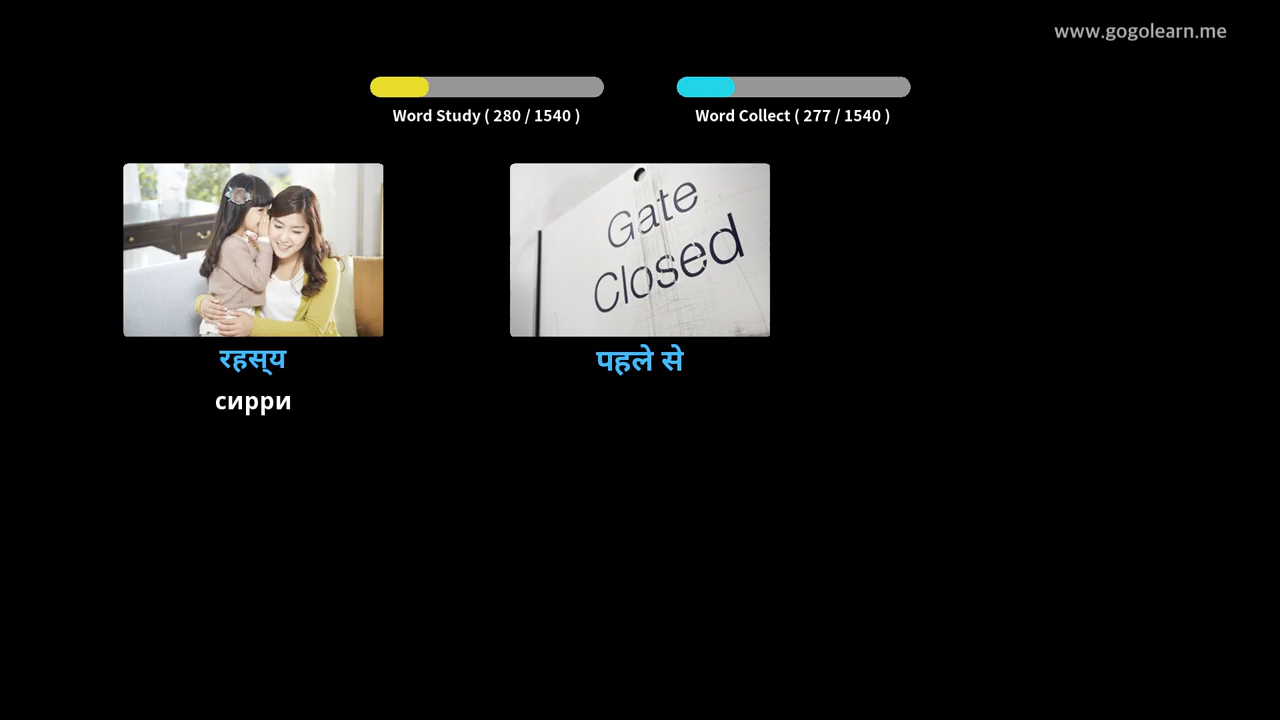 www.gogolearn.me
Word Study ( 280 / 1540 )
Word Collect ( 277 / 1540 )
Gate
Closed
रहस्य
पहले से
сирри